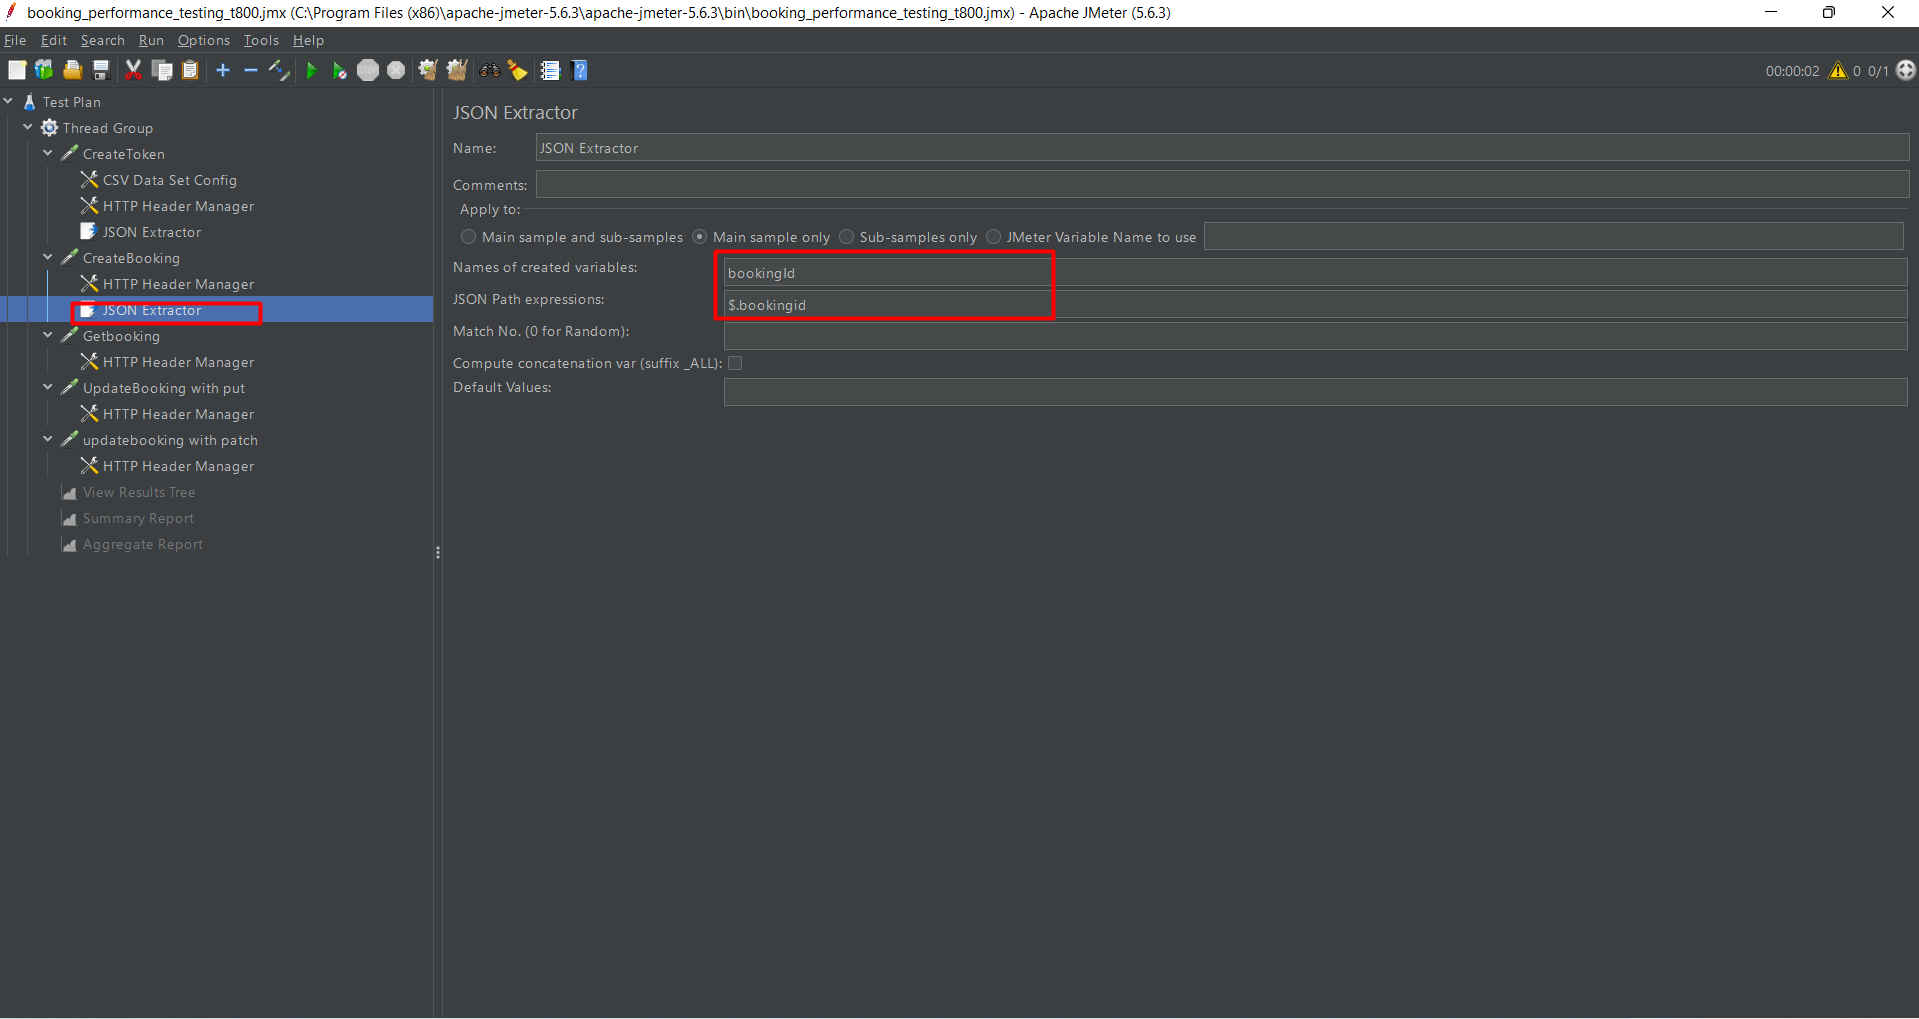 booking_performance_testing_t800.jmx (C:\Program Files (x86)\apache-jmeter-5.6.3\apache-jmeter-5.6.3\bin\booking_performance_testing_t800.jmx) - Apache JMeter (5.6.3)
File Edit Search Run Options Tools Help
00:00:02 0 0/1
Test Plan
Thread Group
CreateToken
CSV Data Set Config
HTTP Header Manager
JSON Extractor
CreateBooking
HTTP Header Manager
JSON Extractor
Getbooking
HTTP Header Manager
UpdateBooking with put
HTTP Header Manager
updatebooking with patch
HTTP Header Manager
View Results Tree
Summary Report
Aggregate Report
JSON Extractor
Name: JSON Extractor
Comments:
Apply to:
Main sample and sub-samples Main sample only Sub-samples only JMeter Variable Name to use
Names of created variables: bookingId
JSON Path expressions: $.bookingid
Match No. (0 for Random):
Compute concatenation var (suffix _ALL):
Default Values: